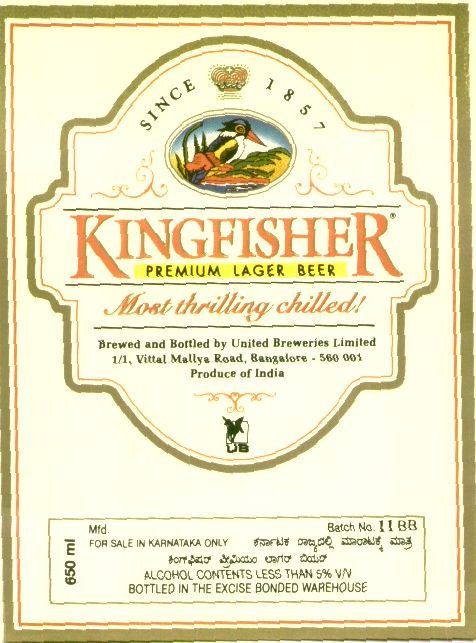 SINCE 1857
KINGFISHER®
PREMIUM LAGER BEER
Most thrilling chilled!
Brewed and Bottled by United Breweries Limited
1/1, Vittal Mallya Road, Bangalore - 560 001
Produce of India
UB
650 ml
Mfd. Batch No. 11 BB
FOR SALE IN KARNATAKA ONLY ಕರ್ನಾಟಕ ರಾಜ್ಯದಲ್ಲಿ ಮಾರಾಟಕ್ಕೆ ಮಾತ್ರ
ಕಿಂಗ್‌ಫಿಷರ್ ಪ್ರೀಮಿಯಂ ಲಾಗರ್ ಬಿಯರ್
ALCOHOL CONTENTS LESS THAN 5% V/V
BOTTLED IN THE EXCISE BONDED WAREHOUSE